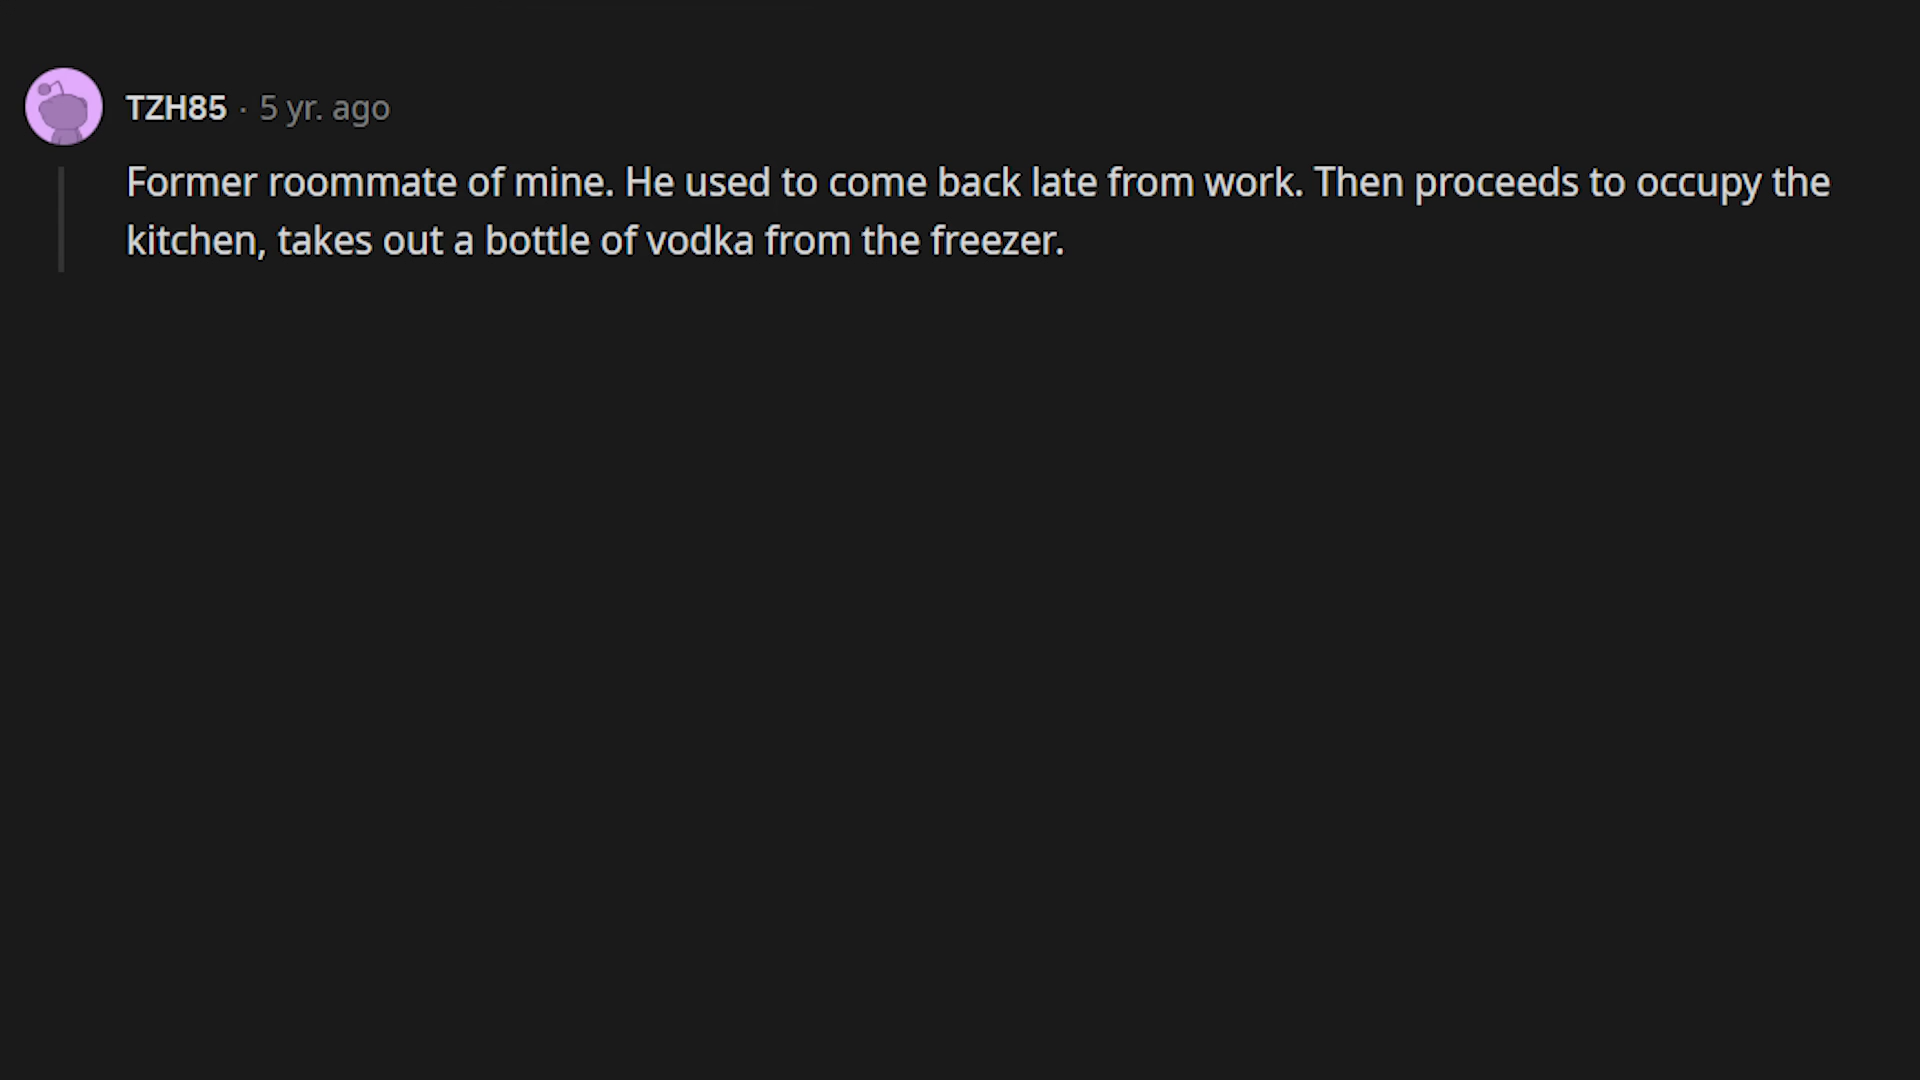 TZH85 · 5 yr. ago
Former roommate of mine. He used to come back late from work. Then proceeds to occupy the
kitchen, takes out a bottle of vodka from the freezer.